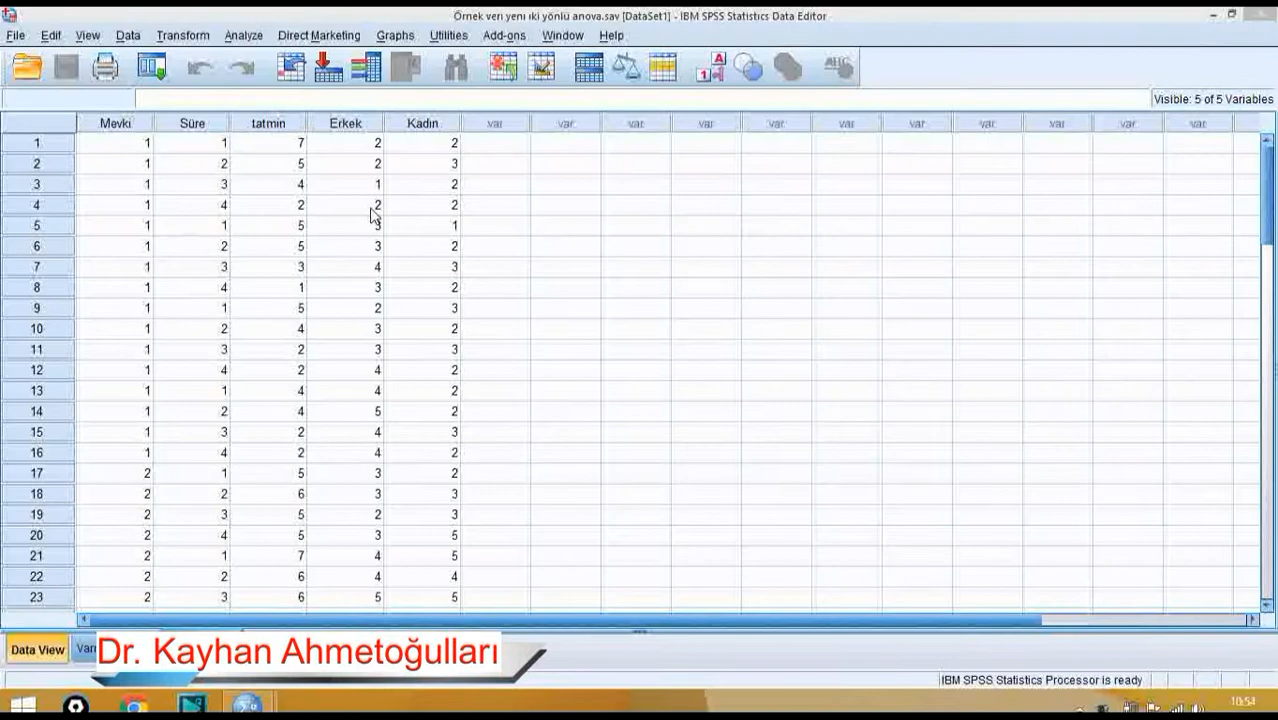 Örnek veri yeni iki yönlü anova.sav [DataSet1] - IBM SPSS Statistics Data Editor
File Edit View Data Transform Analyze Direct Marketing Graphs Utilities Add-ons Window Help
Visible: 5 of 5 Variables
Mevki Süre tatmin Erkek Kadın var var var var var var var var var var var
1 1 1 7 2 2
2 1 2 5 2 3
3 1 3 4 1 2
4 1 4 2 2 2
5 1 1 5 3 1
6 1 2 5 3 2
7 1 3 3 4 3
8 1 4 1 3 2
9 1 1 5 2 3
10 1 2 4 3 2
11 1 3 2 3 3
12 1 4 2 4 2
13 1 1 4 4 2
14 1 2 4 5 2
15 1 3 2 4 3
16 1 4 2 4 2
17 2 1 5 3 2
18 2 2 6 3 3
19 2 3 5 2 3
20 2 4 5 3 5
21 2 1 7 4 5
22 2 2 6 4 4
23 2 3 6 5 5
Data View
Dr. Kayhan Ahmetoğulları
IBM SPSS Statistics Processor is ready
10:54